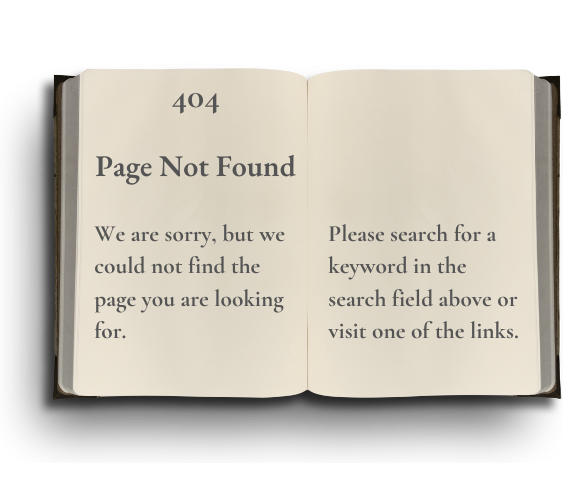 404
Page Not Found
We are sorry, but we
could not find the
page you are looking
for.
Please search for a
keyword in the
search field above or
visit one of the links.